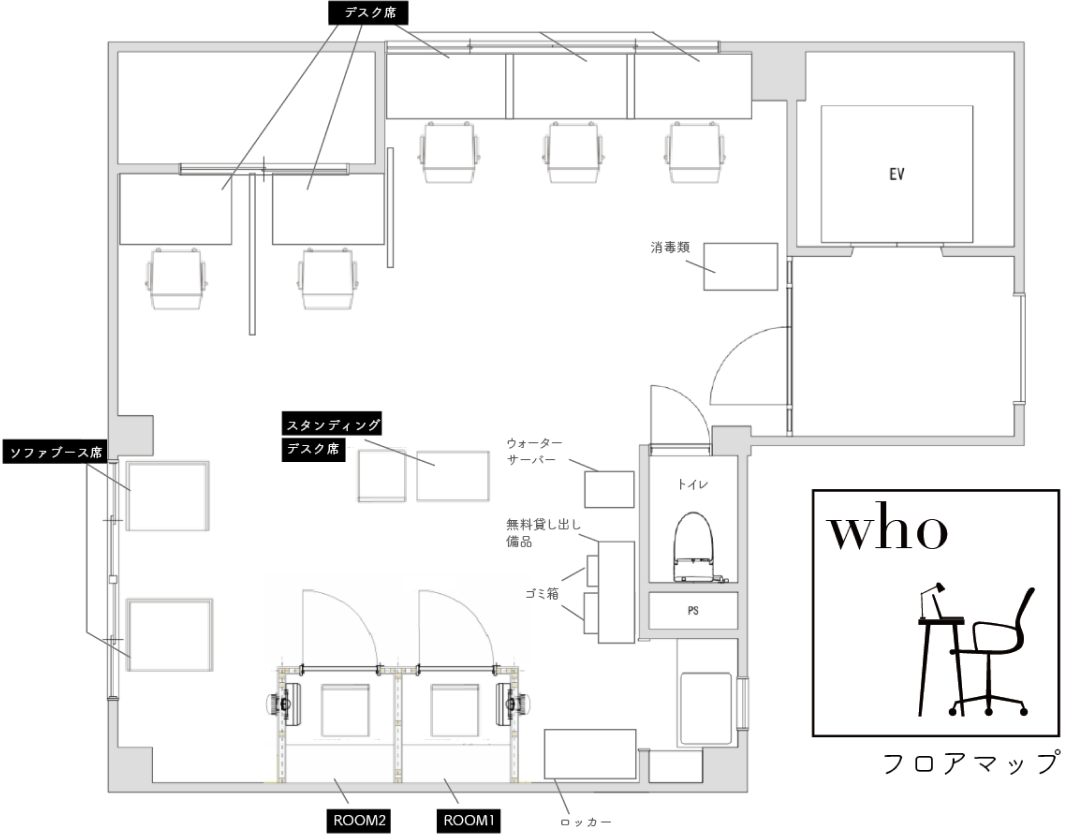 デスク席
EV
消毒類
スタンディング
デスク席
ソファブース席
ウォーター
サーバー
トイレ
無料貸し出し
備品
ゴミ箱
PS
who
フロアマップ
ROOM2
ROOM1
ロッカー